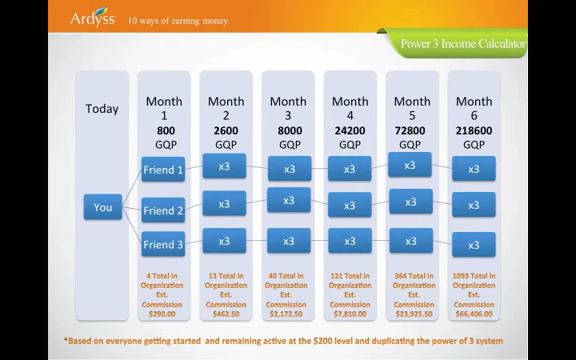 Ardyss
10 ways of earning money
Power 3 Income Calculator
Today
Month
1
800
GQP
Month
2
2600
GQP
Month
3
8000
GQP
Month
4
24200
GQP
Month
5
72800
GQP
Month
6
218600
GQP
You
Friend 1
x3
x3
x3
x3
x3
Friend 2
x3
x3
x3
x3
x3
Friend 3
x3
x3
x3
x3
x3
4 Total in
Organization
Est.
Commission
$290.00
13 Total in
Organization
Est.
Commission
$462.50
40 Total in
Organization
Est.
Commission
$2,172.50
121 Total in
Organization
Est.
Commission
$7,810.00
364 Total in
Organization
Est.
Commission
$23,925.50
1093 Total in
Organization
Est.
Commission
$66,406.00
*Based on everyone getting started and remaining active at the $200 level and duplicating the power of 3 system